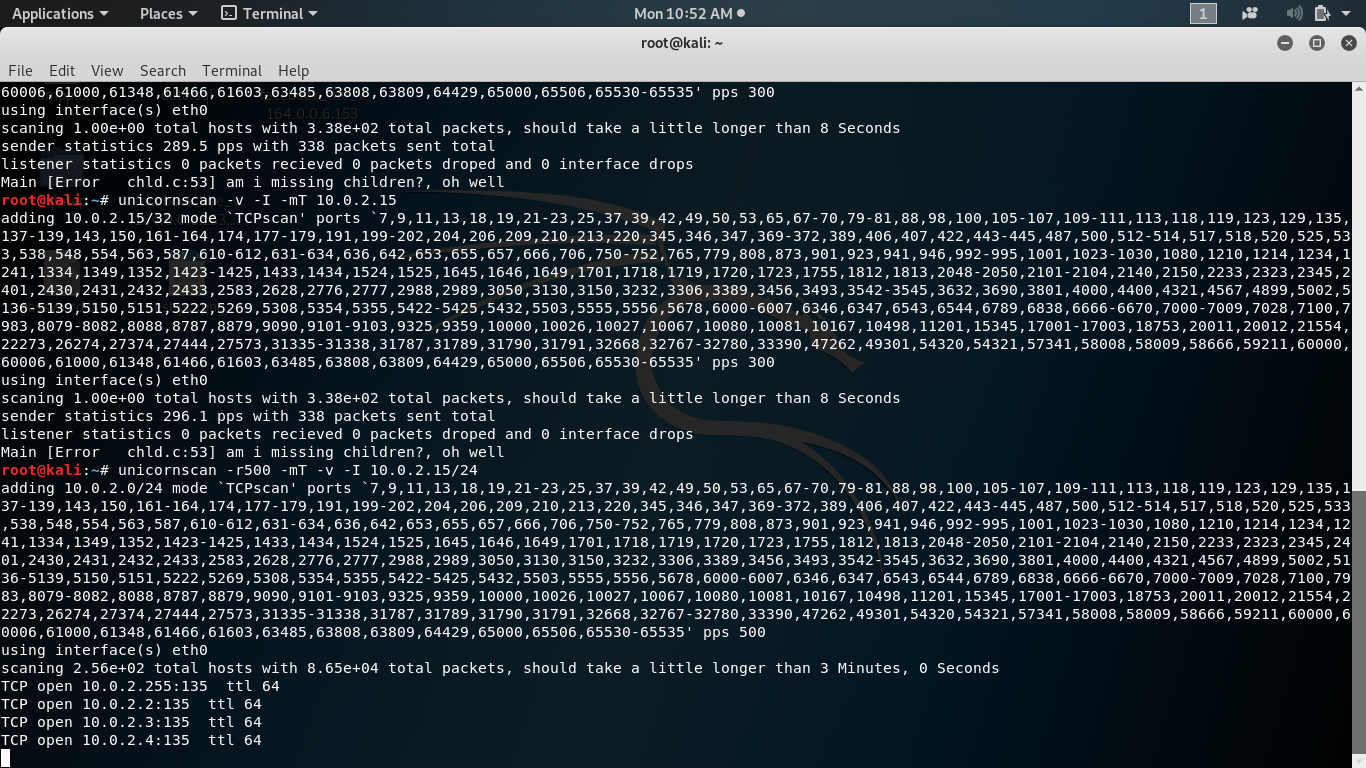 Applications Places Terminal Mon 10:52 AM 1
root@kali: ~
File Edit View Search Terminal Help
60006,61000,61348,61466,61603,63485,63808,63809,64429,65000,65506,65530-65535' pps 300
using interface(s) eth0
164.0.0.6.153
scaning 1.00e+00 total hosts with 3.38e+02 total packets, should take a little longer than 8 Seconds
sender statistics 289.5 pps with 338 packets sent total
listener statistics 0 packets recieved 0 packets droped and 0 interface drops
Main [Error   chld.c:53] am i missing children?, oh well
root@kali:~# unicornscan -v -I -mT 10.0.2.15
adding 10.0.2.15/32 mode `TCPscan' ports `7,9,11,13,18,19,21-23,25,37,39,42,49,50,53,65,67-70,79-81,88,98,100,105-107,109-111,113,118,119,123,129,135,
137-139,143,150,161-164,174,177-179,191,199-202,204,206,209,210,213,220,345,346,347,369-372,389,406,407,422,443-445,487,500,512-514,517,518,520,525,53
3,538,548,554,563,587,610-612,631-634,636,642,653,655,657,666,706,750-752,765,779,808,873,901,923,941,946,992-995,1001,1023-1030,1080,1210,1214,1234,1
241,1334,1349,1352,1423-1425,1433,1434,1524,1525,1645,1646,1649,1701,1718,1719,1720,1723,1755,1812,1813,2048-2050,2101-2104,2140,2150,2233,2323,2345,2
401,2430,2431,2432,2433,2583,2628,2776,2777,2988,2989,3050,3130,3150,3232,3306,3389,3456,3493,3542-3545,3632,3690,3801,4000,4400,4321,4567,4899,5002,5
136-5139,5150,5151,5222,5269,5308,5354,5355,5422-5425,5432,5503,5555,5556,5678,6000-6007,6346,6347,6543,6544,6789,6838,6666-6670,7000-7009,7028,7100,7
983,8079-8082,8088,8787,8879,9090,9101-9103,9325,9359,10000,10026,10027,10067,10080,10081,10167,10498,11201,15345,17001-17003,18753,20011,20012,21554,
22273,26274,27374,27444,27573,31335-31338,31787,31789,31790,31791,32668,32767-32780,33390,47262,49301,54320,54321,57341,58008,58009,58666,59211,60000,
60006,61000,61348,61466,61603,63485,63808,63809,64429,65000,65506,65530-65535' pps 300
using interface(s) eth0
scaning 1.00e+00 total hosts with 3.38e+02 total packets, should take a little longer than 8 Seconds
sender statistics 296.1 pps with 338 packets sent total
listener statistics 0 packets recieved 0 packets droped and 0 interface drops
Main [Error   chld.c:53] am i missing children?, oh well
root@kali:~# unicornscan -r500 -mT -v -I 10.0.2.15/24
adding 10.0.2.0/24 mode `TCPscan' ports `7,9,11,13,18,19,21-23,25,37,39,42,49,50,53,65,67-70,79-81,88,98,100,105-107,109-111,113,118,119,123,129,135,1
37-139,143,150,161-164,174,177-179,191,199-202,204,206,209,210,213,220,345,346,347,369-372,389,406,407,422,443-445,487,500,512-514,517,518,520,525,533
,538,548,554,563,587,610-612,631-634,636,642,653,655,657,666,706,750-752,765,779,808,873,901,923,941,946,992-995,1001,1023-1030,1080,1210,1214,1234,12
41,1334,1349,1352,1423-1425,1433,1434,1524,1525,1645,1646,1649,1701,1718,1719,1720,1723,1755,1812,1813,2048-2050,2101-2104,2140,2150,2233,2323,2345,24
01,2430,2431,2432,2433,2583,2628,2776,2777,2988,2989,3050,3130,3150,3232,3306,3389,3456,3493,3542-3545,3632,3690,3801,4000,4400,4321,4567,4899,5002,51
36-5139,5150,5151,5222,5269,5308,5354,5355,5422-5425,5432,5503,5555,5556,5678,6000-6007,6346,6347,6543,6544,6789,6838,6666-6670,7000-7009,7028,7100,79
83,8079-8082,8088,8787,8879,9090,9101-9103,9325,9359,10000,10026,10027,10067,10080,10081,10167,10498,11201,15345,17001-17003,18753,20011,20012,21554,2
2273,26274,27374,27444,27573,31335-31338,31787,31789,31790,31791,32668,32767-32780,33390,47262,49301,54320,54321,57341,58008,58009,58666,59211,60000,6
0006,61000,61348,61466,61603,63485,63808,63809,64429,65000,65506,65530-65535' pps 500
using interface(s) eth0
scaning 2.56e+02 total hosts with 8.65e+04 total packets, should take a little longer than 3 Minutes, 0 Seconds
TCP open 10.0.2.255:135  ttl 64
TCP open 10.0.2.2:135  ttl 64
TCP open 10.0.2.3:135  ttl 64
TCP open 10.0.2.4:135  ttl 64